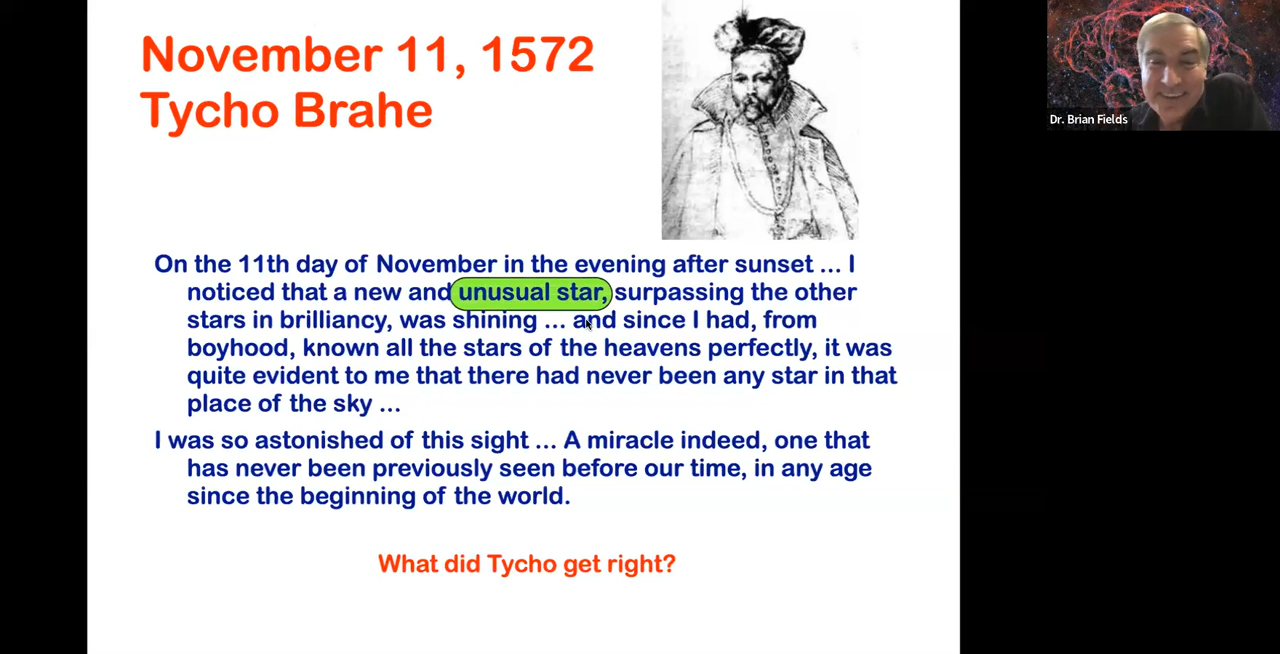 November 11, 1572
Tycho Brahe
Dr. Brian Fields
On the 11th day of November in the evening after sunset ... I
noticed that a new and unusual star, surpassing the other
stars in brilliancy, was shining ... and since I had, from
boyhood, known all the stars of the heavens perfectly, it was
quite evident to me that there had never been any star in that
place of the sky ...
I was so astonished of this sight ... A miracle indeed, one that
has never been previously seen before our time, in any age
since the beginning of the world.
What did Tycho get right?